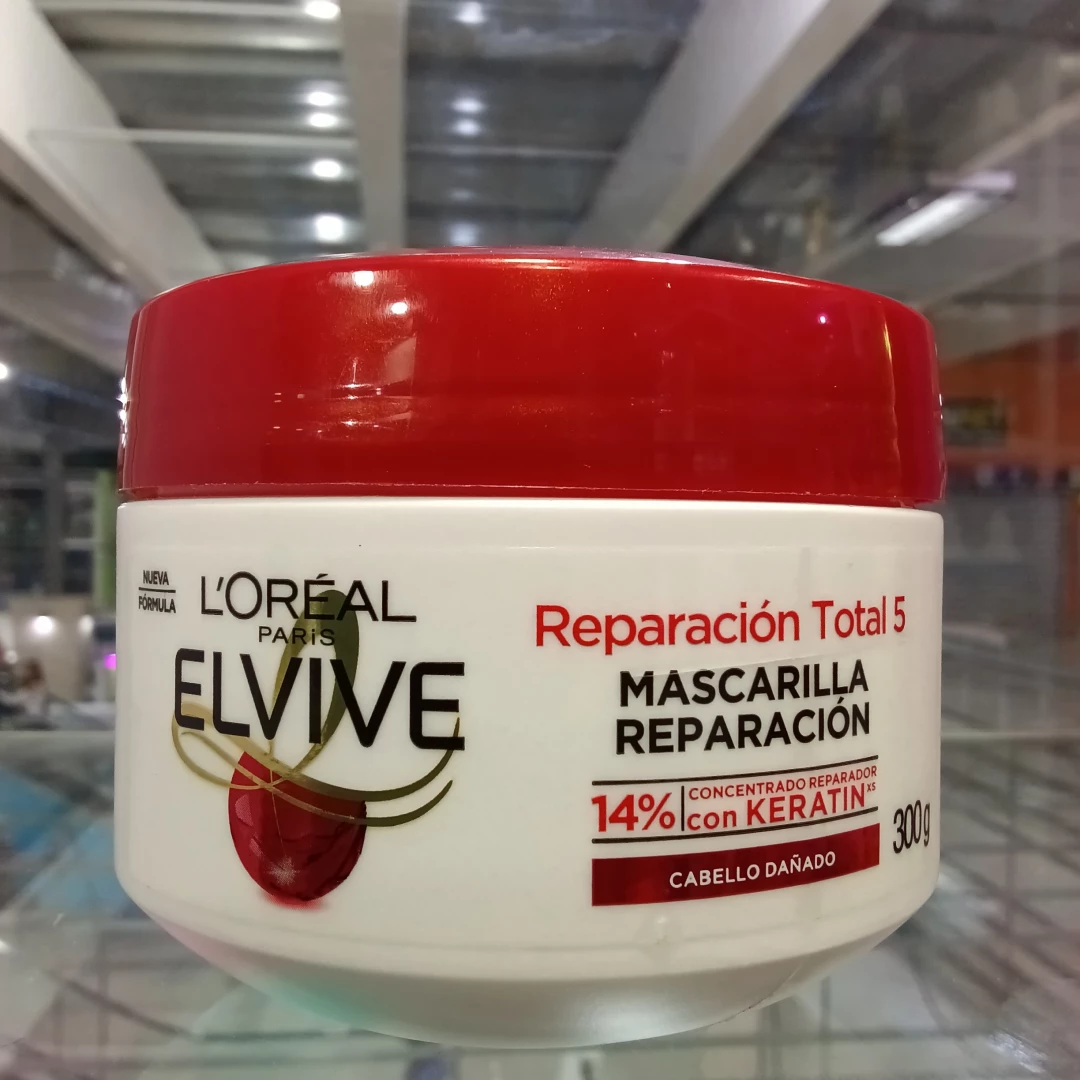 NUEVA
FÓRMULA
L'ORÉAL
PARIS
ELVIVE
Reparación Total 5
MASCARILLA
REPARACIÓN
14%
CONCENTRADO REPARADOR
con KERATIN XS
CABELLO DAÑADO
300g